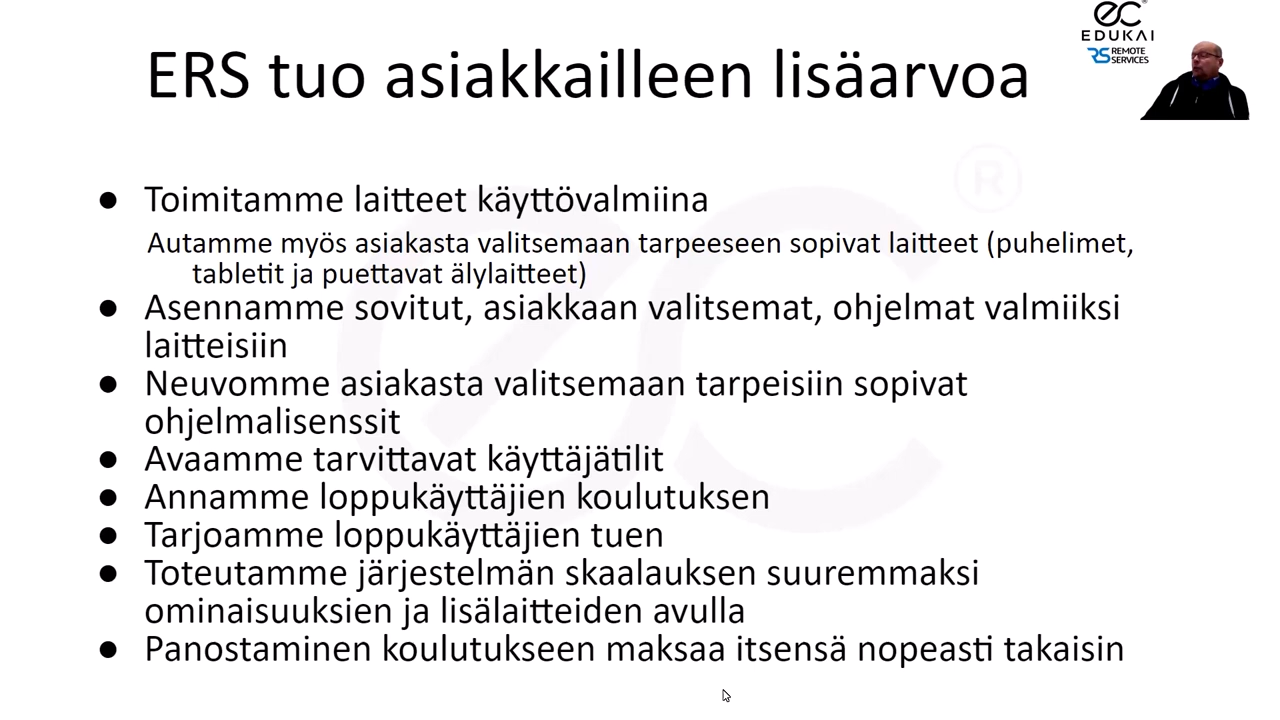 ec®
EDUKAI
RS REMOTE
SERVICES
ERS tuo asiakkailleen lisäarvoa
● Toimitamme laitteet käyttövalmiina
Autamme myös asiakasta valitsemaan tarpeeseen sopivat laitteet (puhelimet,
tabletit ja puettavat älylaitteet)
● Asennamme sovitut, asiakkaan valitsemat, ohjelmat valmiiksi
laitteisiin
● Neuvomme asiakasta valitsemaan tarpeisiin sopivat
ohjelmalisenssit
● Avaamme tarvittavat käyttäjätilit
● Annamme loppukäyttäjien koulutuksen
● Tarjoamme loppukäyttäjien tuen
● Toteutamme järjestelmän skaalauksen suuremmaksi
ominaisuuksien ja lisälaitteiden avulla
● Panostaminen koulutukseen maksaa itsensä nopeasti takaisin